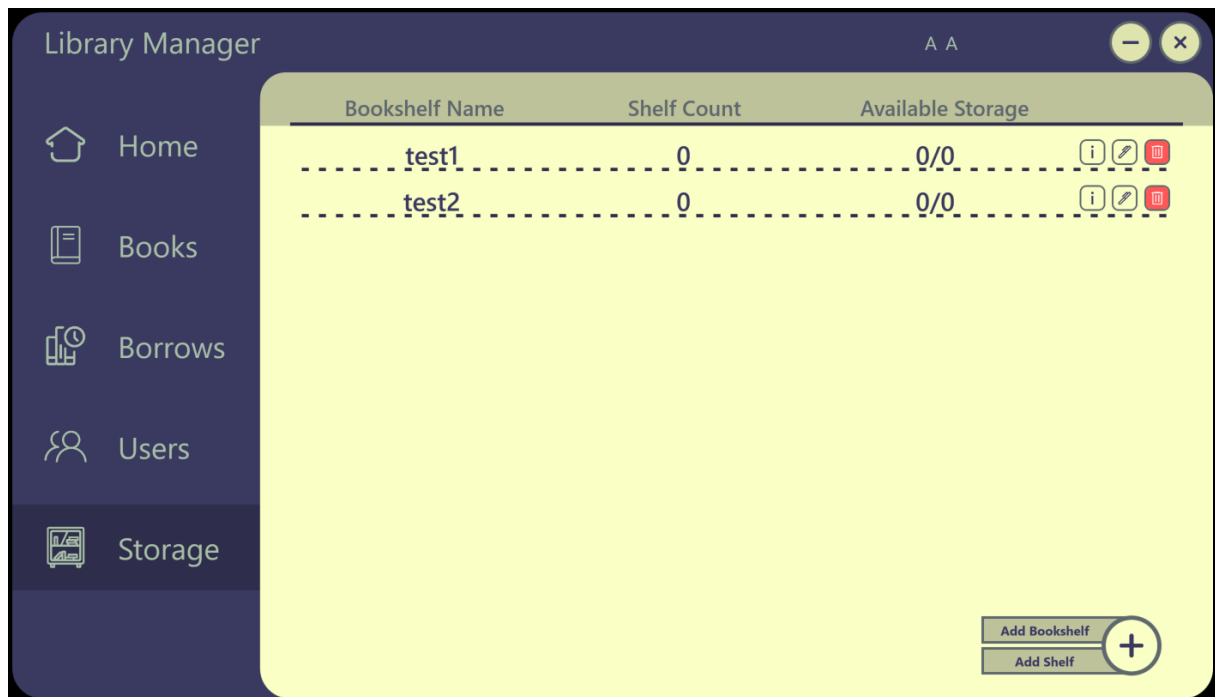 Library Manager
A A
Bookshelf Name Shelf Count Available Storage
test1 0 0/0
test2 0 0/0
Home
Books
Borrows
Users
Storage
Add Bookshelf
Add Shelf